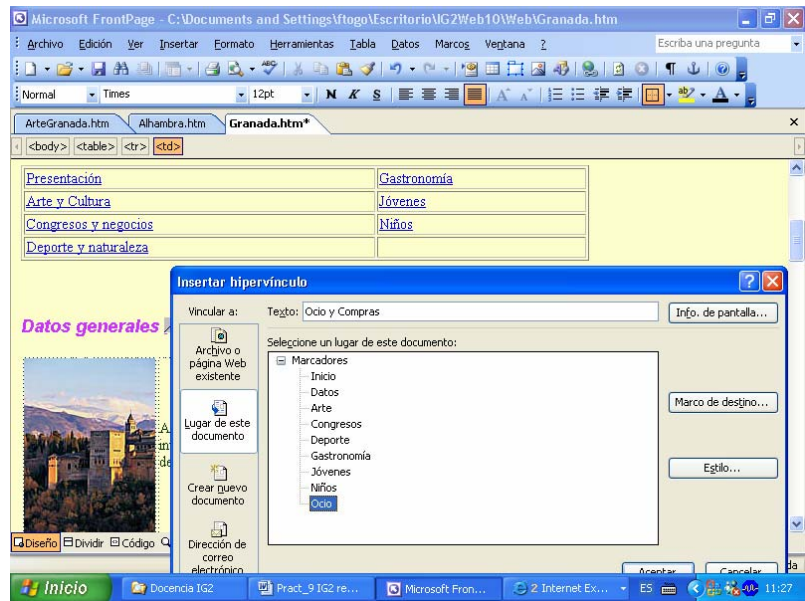 Microsoft FrontPage - C:\Documents and Settings\ftogo\Escritorio\IG2Web10\Web\Granada.htm
Archivo Edición Ver Insertar Formato Herramientas Tabla Datos Marcos Ventana ? Escriba una pregunta
Normal Times 12pt N K S
ArteGranada.htm Alhambra.htm Granada.htm*
<body> <table> <tr> <td>
Presentación Gastronomía
Arte y Cultura Jóvenes
Congresos y negocios Niños
Deporte y naturaleza
Insertar hipervínculo
Vincular a: Texto: Ocio y Compras Info. de pantalla...
Datos generales
Archivo o página Web existente
Seleccione un lugar de este documento:
Marcadores
Inicio
Datos
Arte
Congresos
Deporte
Gastronomía
Jóvenes
Niños
Ocio
Lugar de este documento
Marco de destino...
Crear nuevo documento
Estilo...
Dirección de correo electrónico
A
in
de
Diseño Dividir Código
Aceptar Cancelar
da
Inicio Docencia IG2 Pract_9 IG2 re... Microsoft Fron... 2 Internet Ex... ES 11:27